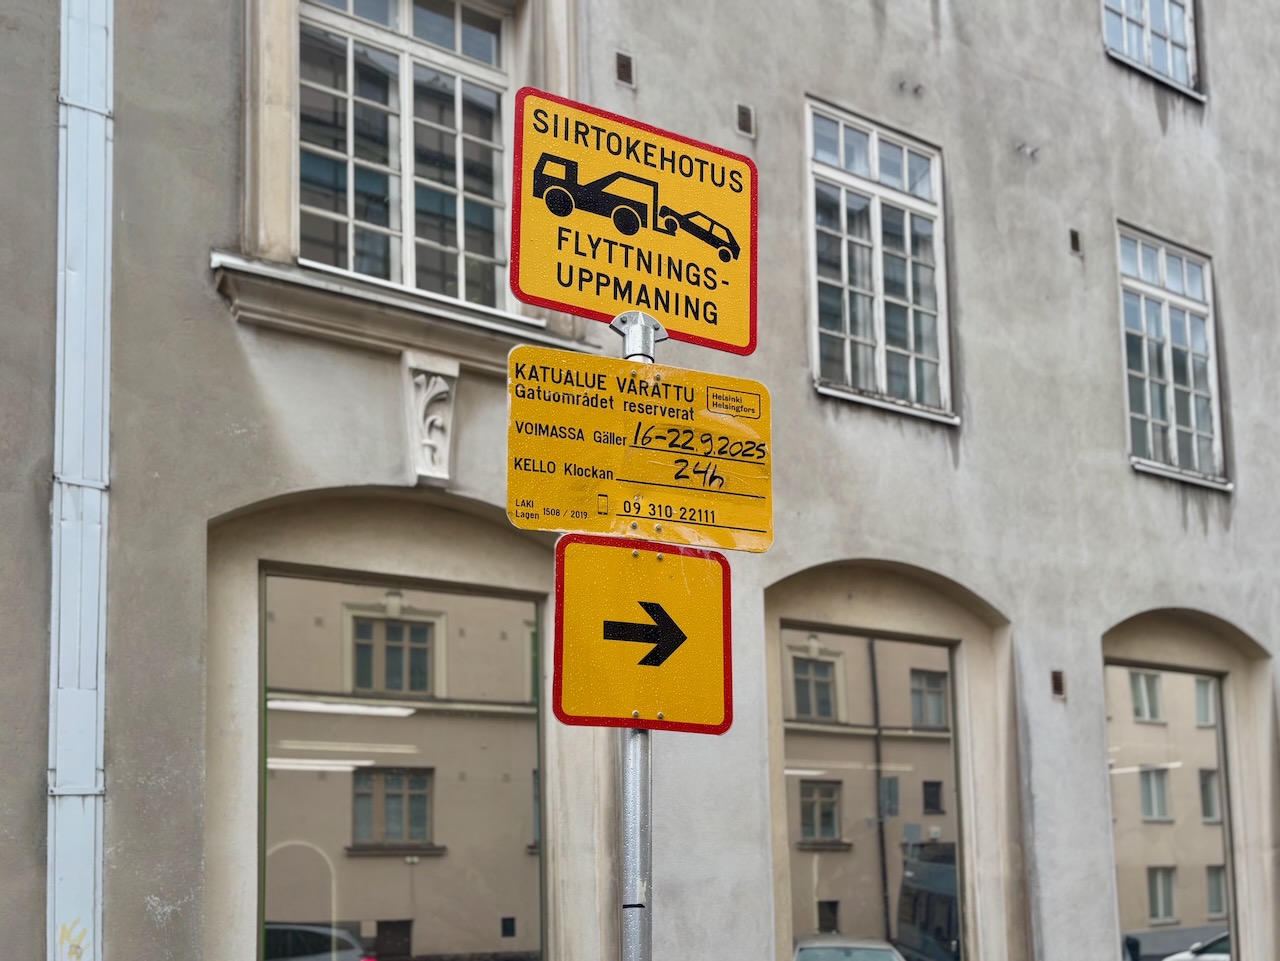 SIIRTOKEHOTUS
FLYTTNINGS-
UPPMANING
KATUALUE VARATTU
Gatuområdet reserverat
Helsinki
Helsingfors
VOIMASSA Gäller 16-22.9.2025
KELLO Klockan 24h
LAKI
Lagen 1508 / 2019 09 310 22111